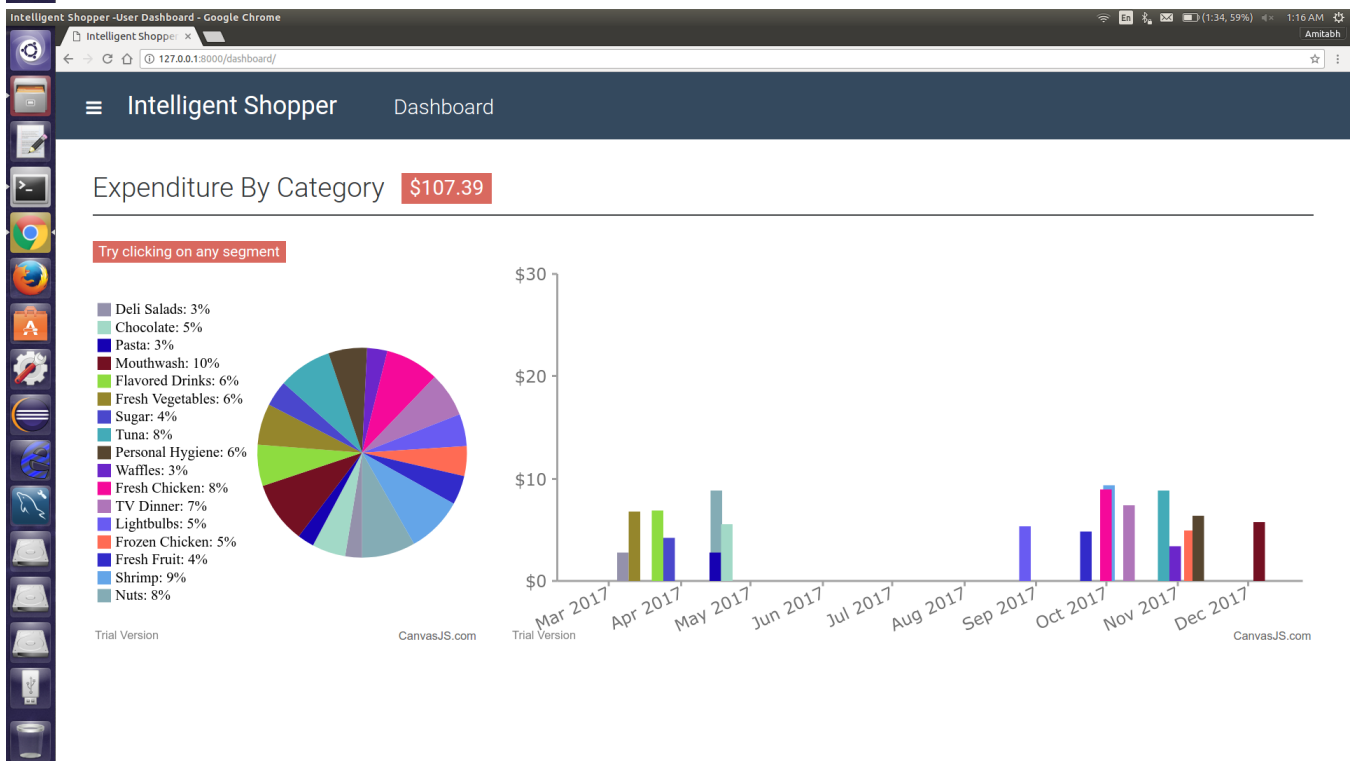 Intelligent Shopper -User Dashboard - Google Chrome
En (1:34, 59%) 1:16 AM
Intelligent Shopper ×
Amitabh
127.0.0.1:8000/dashboard/
Intelligent Shopper Dashboard
Expenditure By Category $107.39
Try clicking on any segment
Deli Salads: 3%
Chocolate: 5%
Pasta: 3%
Mouthwash: 10%
Flavored Drinks: 6%
Fresh Vegetables: 6%
Sugar: 4%
Tuna: 8%
Personal Hygiene: 6%
Waffles: 3%
Fresh Chicken: 8%
TV Dinner: 7%
Lightbulbs: 5%
Frozen Chicken: 5%
Fresh Fruit: 4%
Shrimp: 9%
Nuts: 8%
Trial Version
CanvasJS.com
$30
$20
$10
$0
Mar 2017
Apr 2017
May 2017
Jun 2017
Jul 2017
Aug 2017
Sep 2017
Oct 2017
Nov 2017
Dec 2017
Trial Version
CanvasJS.com